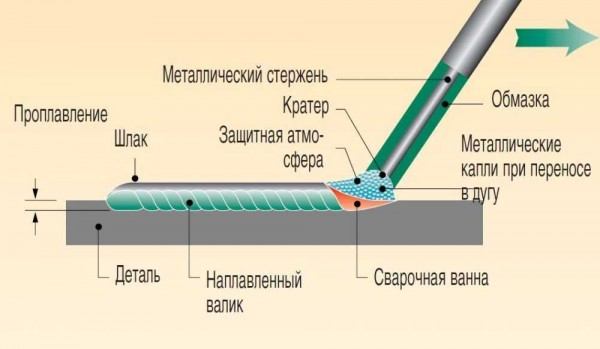 Металлический стержень
Кратер
Обмазка
Проплавление
Шлак
Защитная атмо-
сфера
Металлические
капли при переносе
в дугу
Деталь
Наплавленный
валик
Сварочная ванна